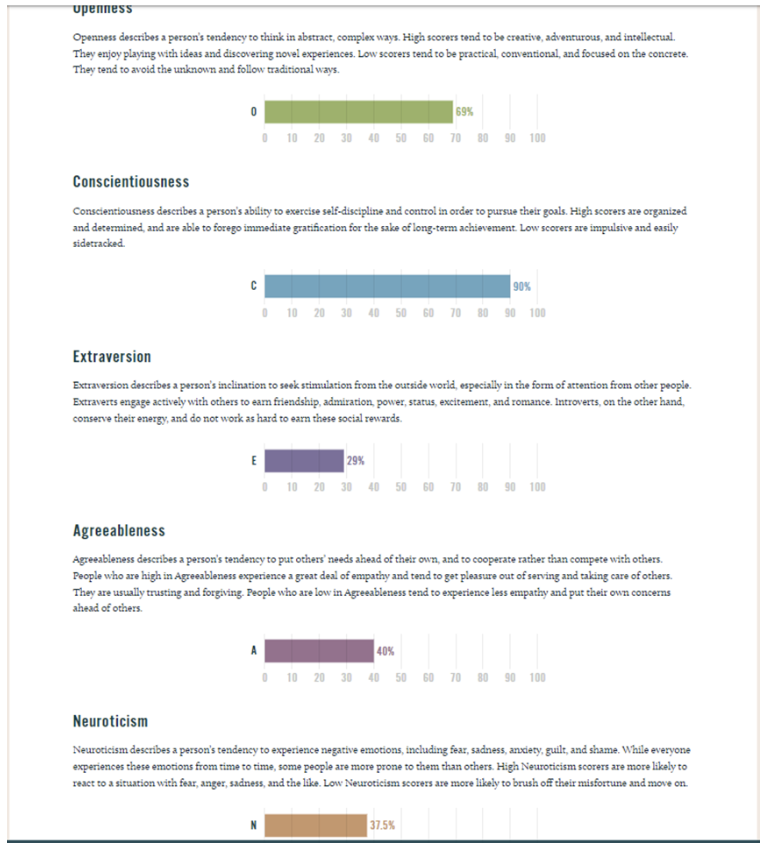 Openness
Openness describes a person's tendency to think in abstract, complex ways. High scorers tend to be creative, adventurous, and intellectual.
They enjoy playing with ideas and discovering novel experiences. Low scorers tend to be practical, conventional, and focused on the concrete.
They tend to avoid the unknown and follow traditional ways.
O 69%
0 10 20 30 40 50 60 70 80 90 100
Conscientiousness
Conscientiousness describes a person's ability to exercise self-discipline and control in order to pursue their goals. High scorers are organized
and determined, and are able to forego immediate gratification for the sake of long-term achievement. Low scorers are impulsive and easily
sidetracked.
C 90%
0 10 20 30 40 50 60 70 80 90 100
Extraversion
Extraversion describes a person's inclination to seek stimulation from the outside world, especially in the form of attention from other people.
Extraverts engage actively with others to earn friendship, admiration, power, status, excitement, and romance. Introverts, on the other hand,
conserve their energy, and do not work as hard to earn these social rewards.
E 29%
0 10 20 30 40 50 60 70 80 90 100
Agreeableness
Agreeableness describes a person's tendency to put others' needs ahead of their own, and to cooperate rather than compete with others.
People who are high in Agreeableness experience a great deal of empathy and tend to get pleasure out of serving and taking care of others.
They are usually trusting and forgiving. People who are low in Agreeableness tend to experience less empathy and put their own concerns
ahead of others.
A 40%
0 10 20 30 40 50 60 70 80 90 100
Neuroticism
Neuroticism describes a person's tendency to experience negative emotions, including fear, sadness, anxiety, guilt, and shame. While everyone
experiences these emotions from time to time, some people are more prone to them than others. High Neuroticism scorers are more likely to
react to a situation with fear, anger, sadness, and the like. Low Neuroticism scorers are more likely to brush off their misfortune and move on.
N 37.5%